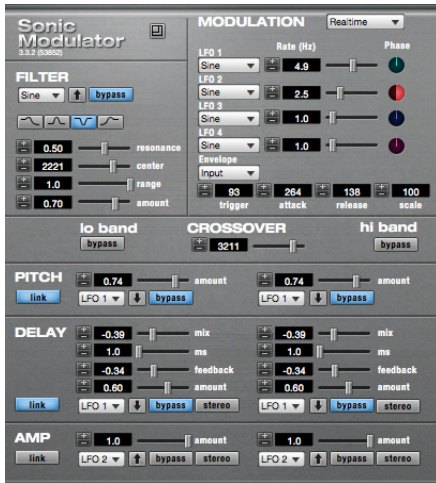 Sonic
Modulator
3.3.2 (53852)
FILTER
Sine bypass
0.50 resonance
2221 center
1.0 range
0.70 amount
MODULATION Realtime
Rate (Hz) Phase
LFO 1
Sine 4.9
LFO 2
Sine 2.5
LFO 3
Sine 1.0
LFO 4
Sine 1.0
Envelope
Input
93 264 138 100
trigger attack release scale
lo band CROSSOVER hi band
bypass 3211 bypass
PITCH 0.74 amount 0.74 amount
link LFO 1 bypass LFO 1 bypass
DELAY -0.39 mix -0.39 mix
1.0 ms 1.0 ms
-0.34 feedback -0.34 feedback
0.60 amount 0.60 amount
link LFO 1 bypass stereo LFO 1 bypass stereo
AMP 1.0 amount 1.0 amount
link LFO 2 bypass stereo LFO 2 bypass stereo